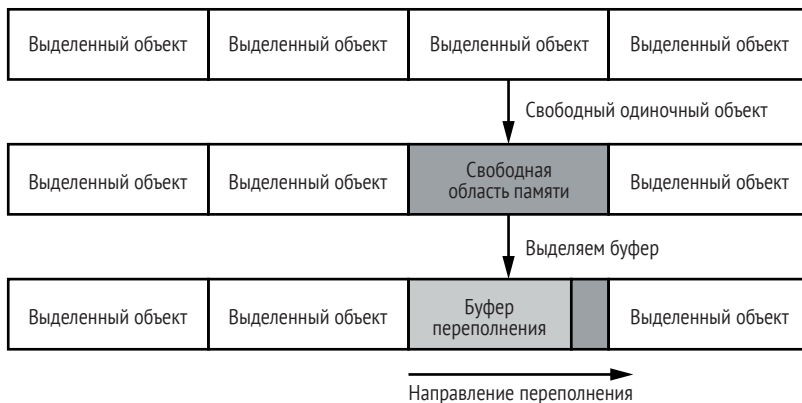 Выделенный объект Выделенный объект Выделенный объект Выделенный объект
Свободный одиночный объект
Выделенный объект Выделенный объект Свободная область памяти Выделенный объект
Выделяем буфер
Выделенный объект Выделенный объект Буфер переполнения Выделенный объект
Направление переполнения